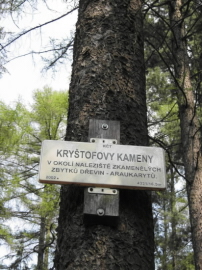 KRYŠTOFOVY KAMENY
V OKOLÍ NALEZIŠTĚ ZKAMENĚLÝCH
ZBYTKŮ DŘEVIN - ARAUKARYTŮ